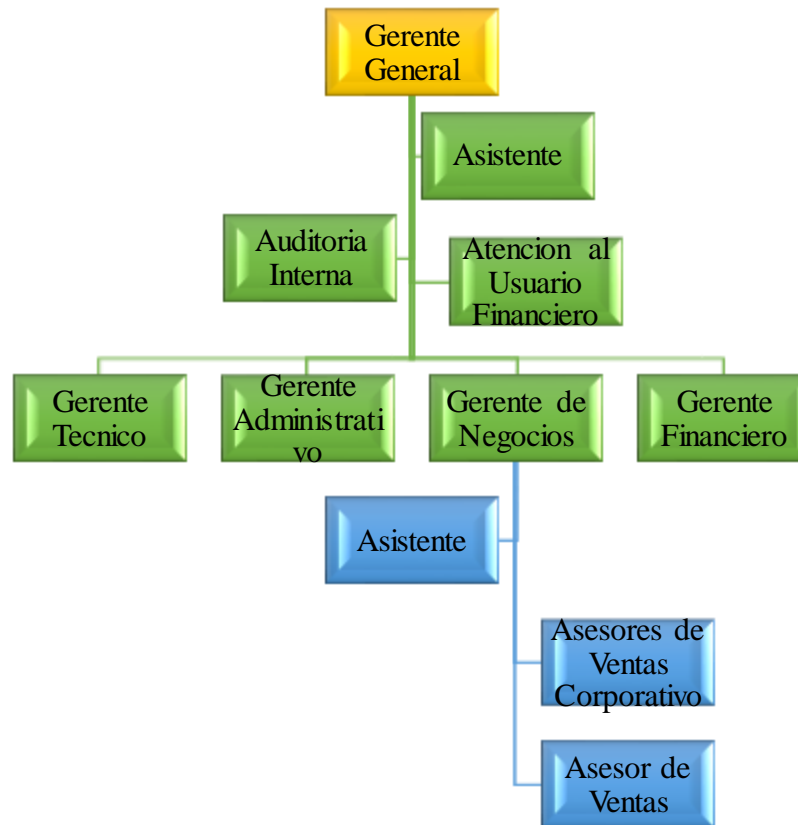 Gerente
General
Asistente
Auditoria
Interna
Atencion al
Usuario
Financiero
Gerente
Tecnico
Gerente
Administrati
vo
Gerente de
Negocios
Gerente
Financiero
Asistente
Asesores de
Ventas
Corporativo
Asesor de
Ventas